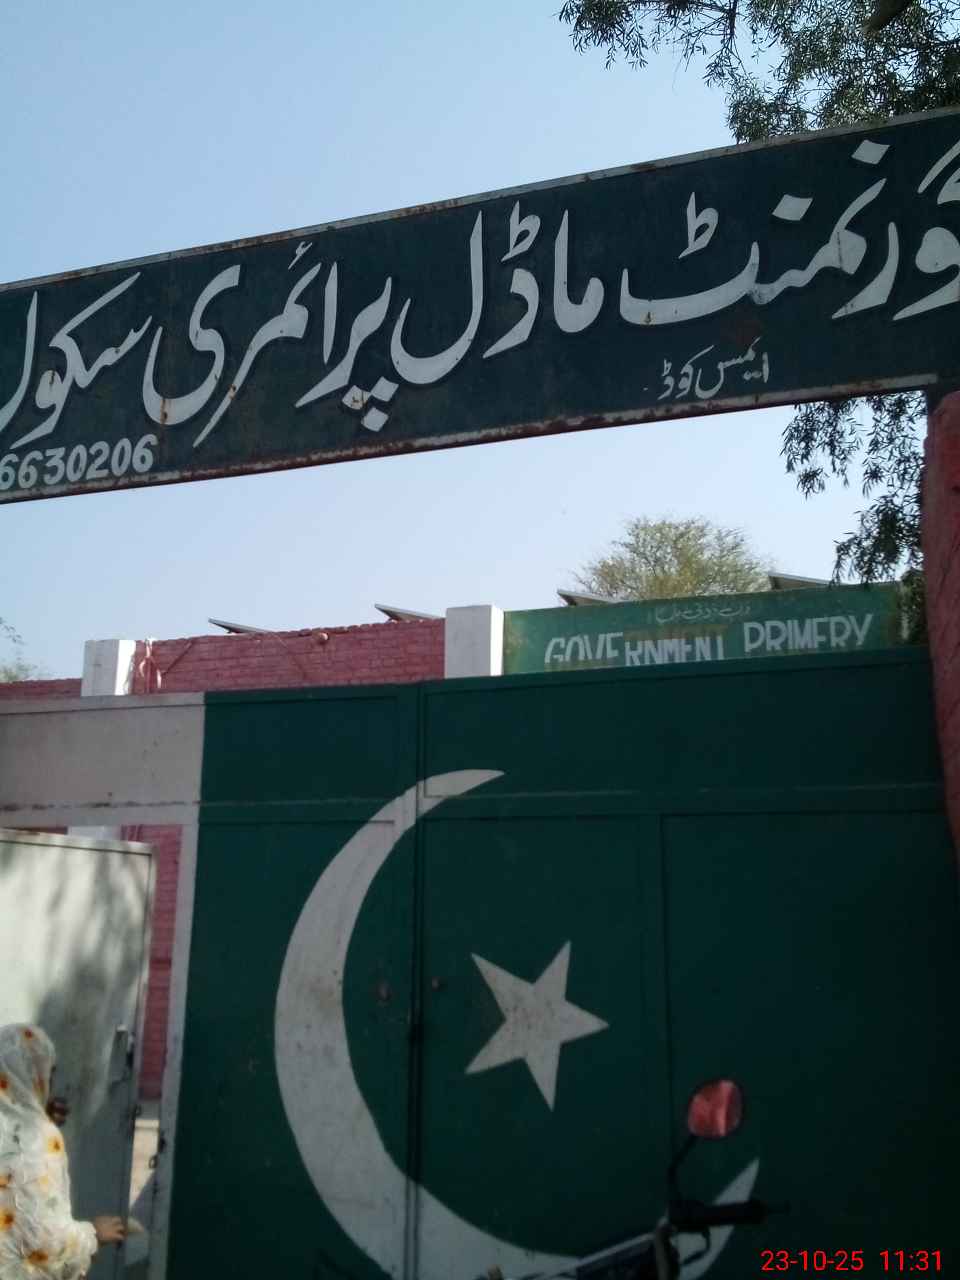 گورنمنٹ ماڈل پرائمری سکول
ایمس کوڈ
6630206
GOVERNMENT PRIMERY
23-10-25 11:31